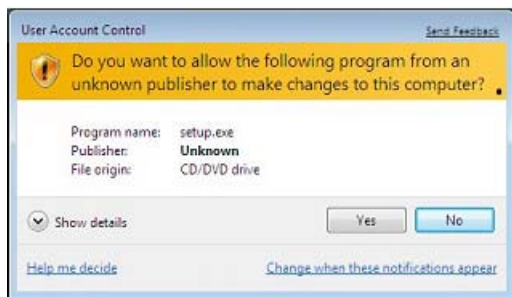 User Account Control
Send Feedback
Do you want to allow the following program from an
unknown publisher to make changes to this computer?
Program name: setup.exe
Publisher: Unknown
File origin: CD/DVD drive
Show details
Yes
No
Help me decide
Change when these notifications appear